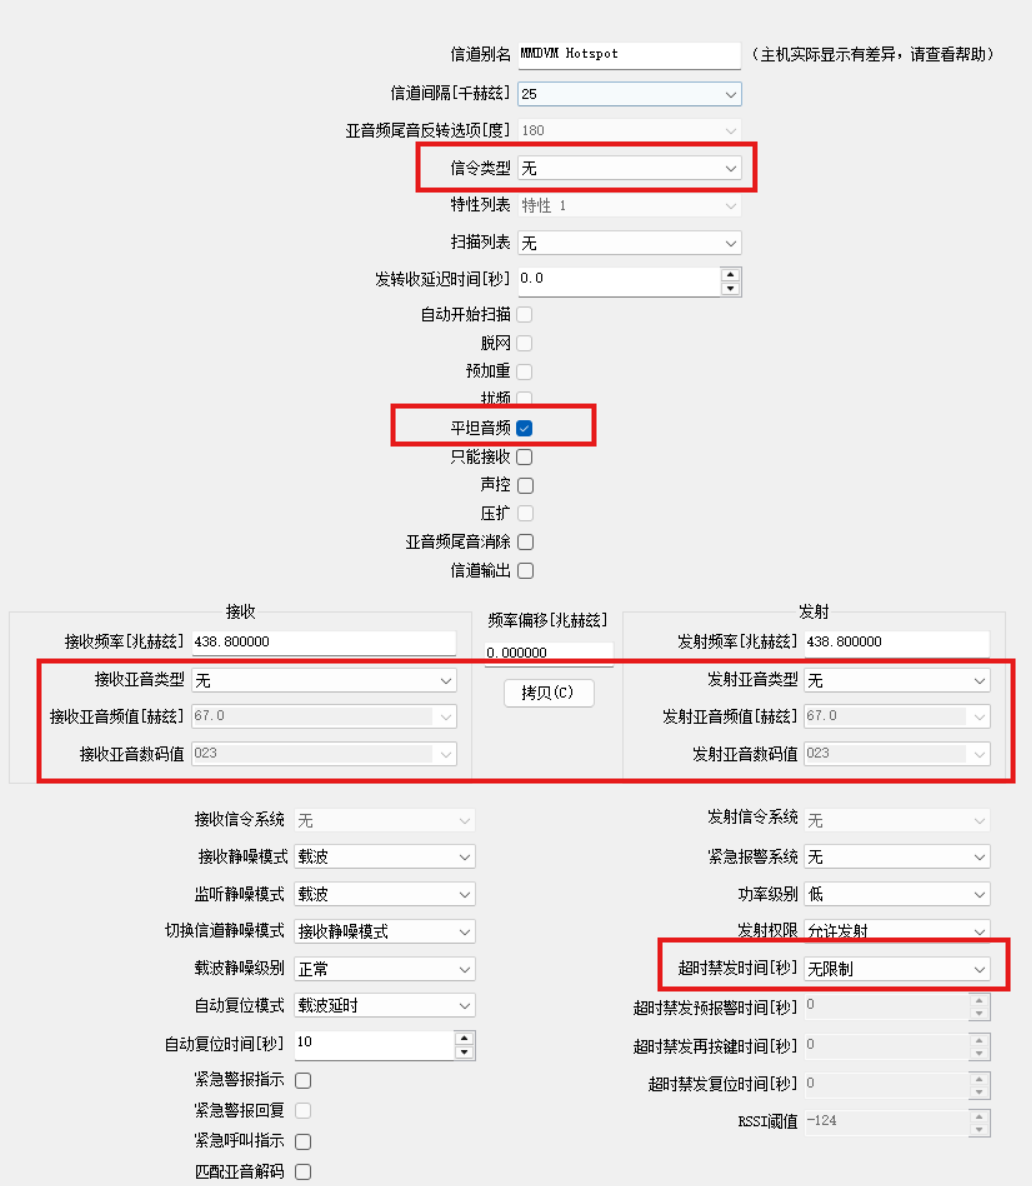 信道别名 MMDVM Hotspot （主机实际显示有差异，请查看帮助）
信道间隔[千赫兹] 25
亚音频尾音反转选项[度] 180
信令类型 无
特性列表 特性 1
扫描列表 无
发转收延迟时间[秒] 0.0
自动开始扫描
脱网
预加重
扰频
平坦音频
只能接收
声控
压扩
亚音频尾音消除
信道输出
接收 频率偏移[兆赫兹] 发射
接收频率[兆赫兹] 438.800000 0.000000 发射频率[兆赫兹] 438.800000
接收亚音类型 无 拷贝(C) 发射亚音类型 无
接收亚音频值[赫兹] 67.0 发射亚音频值[赫兹] 67.0
接收亚音数码值 023 发射亚音数码值 023
接收信令系统 无 发射信令系统 无
接收静噪模式 载波 紧急报警系统 无
监听静噪模式 载波 功率级别 低
切换信道静噪模式 接收静噪模式 发射权限 允许发射
载波静噪级别 正常 超时禁发时间[秒] 无限制
自动复位模式 载波延时 超时禁发预报警时间[秒] 0
自动复位时间[秒] 10 超时禁发再按键时间[秒] 0
紧急警报指示 超时禁发复位时间[秒] 0
紧急警报回复 RSSI阈值 -124
紧急呼叫指示
匹配亚音解码